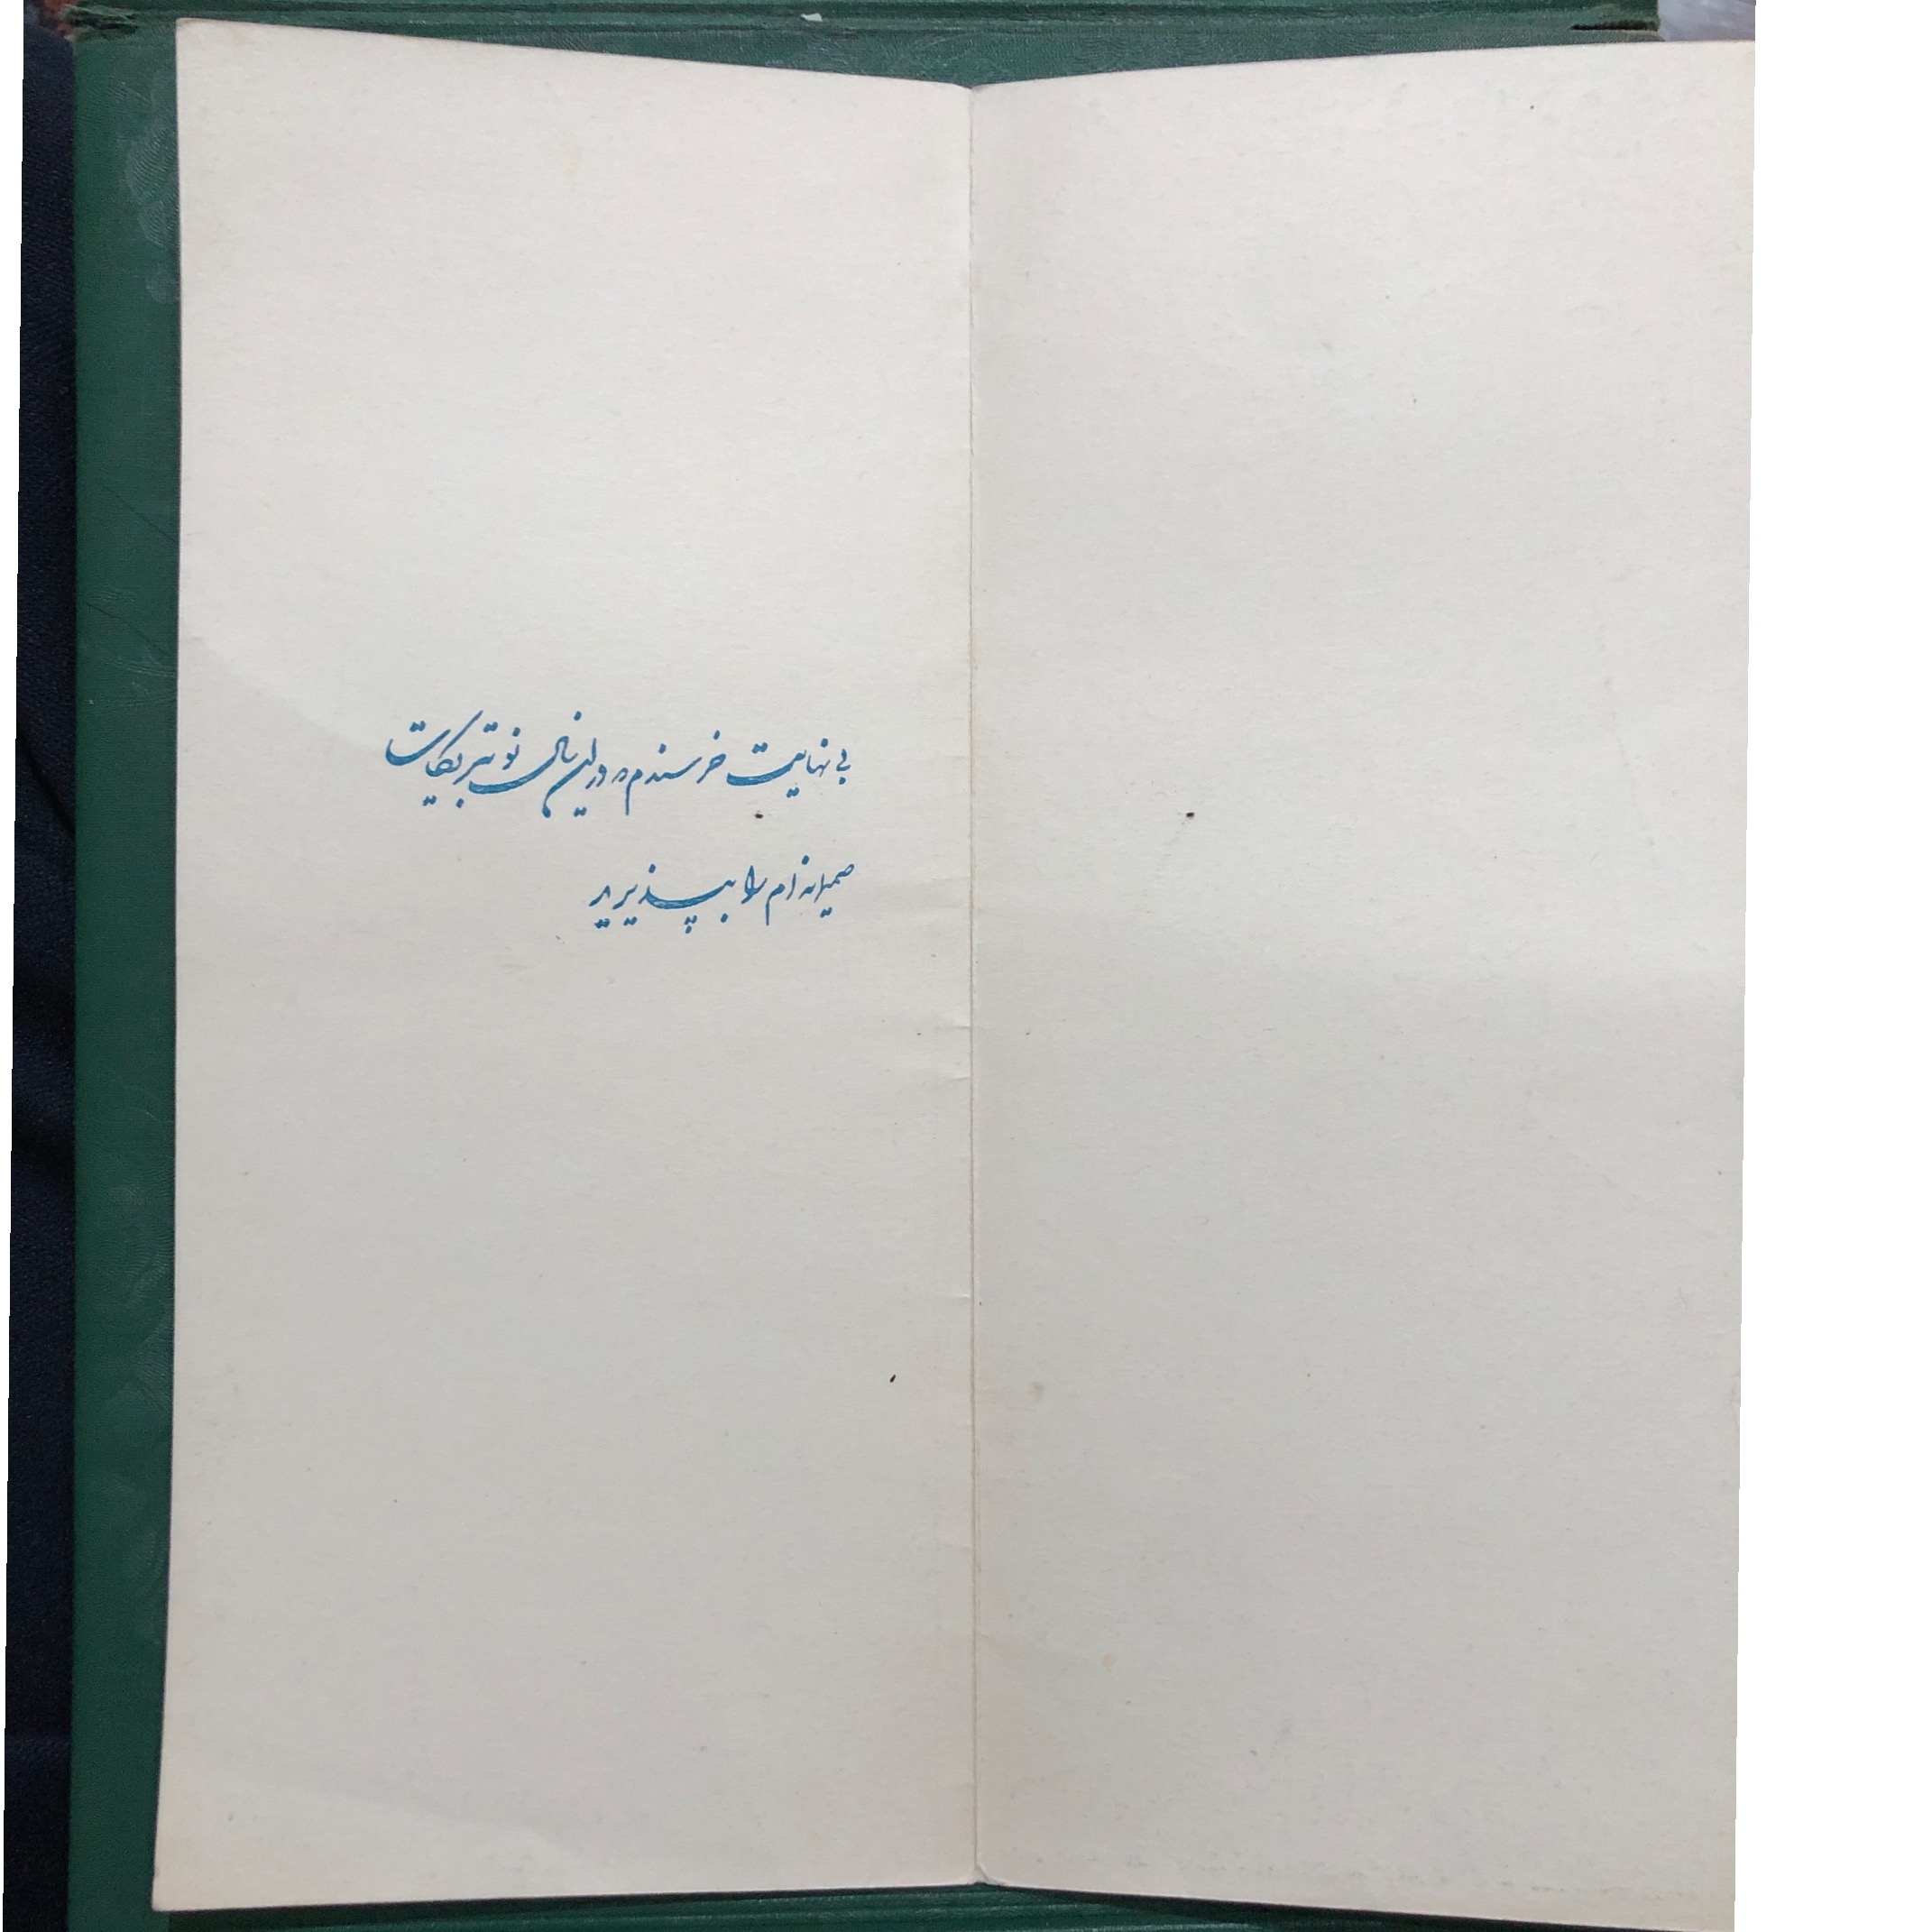 بی نهایت خرسندم در این سال نو تبریکات
صمیمانه ام را بپذیرید